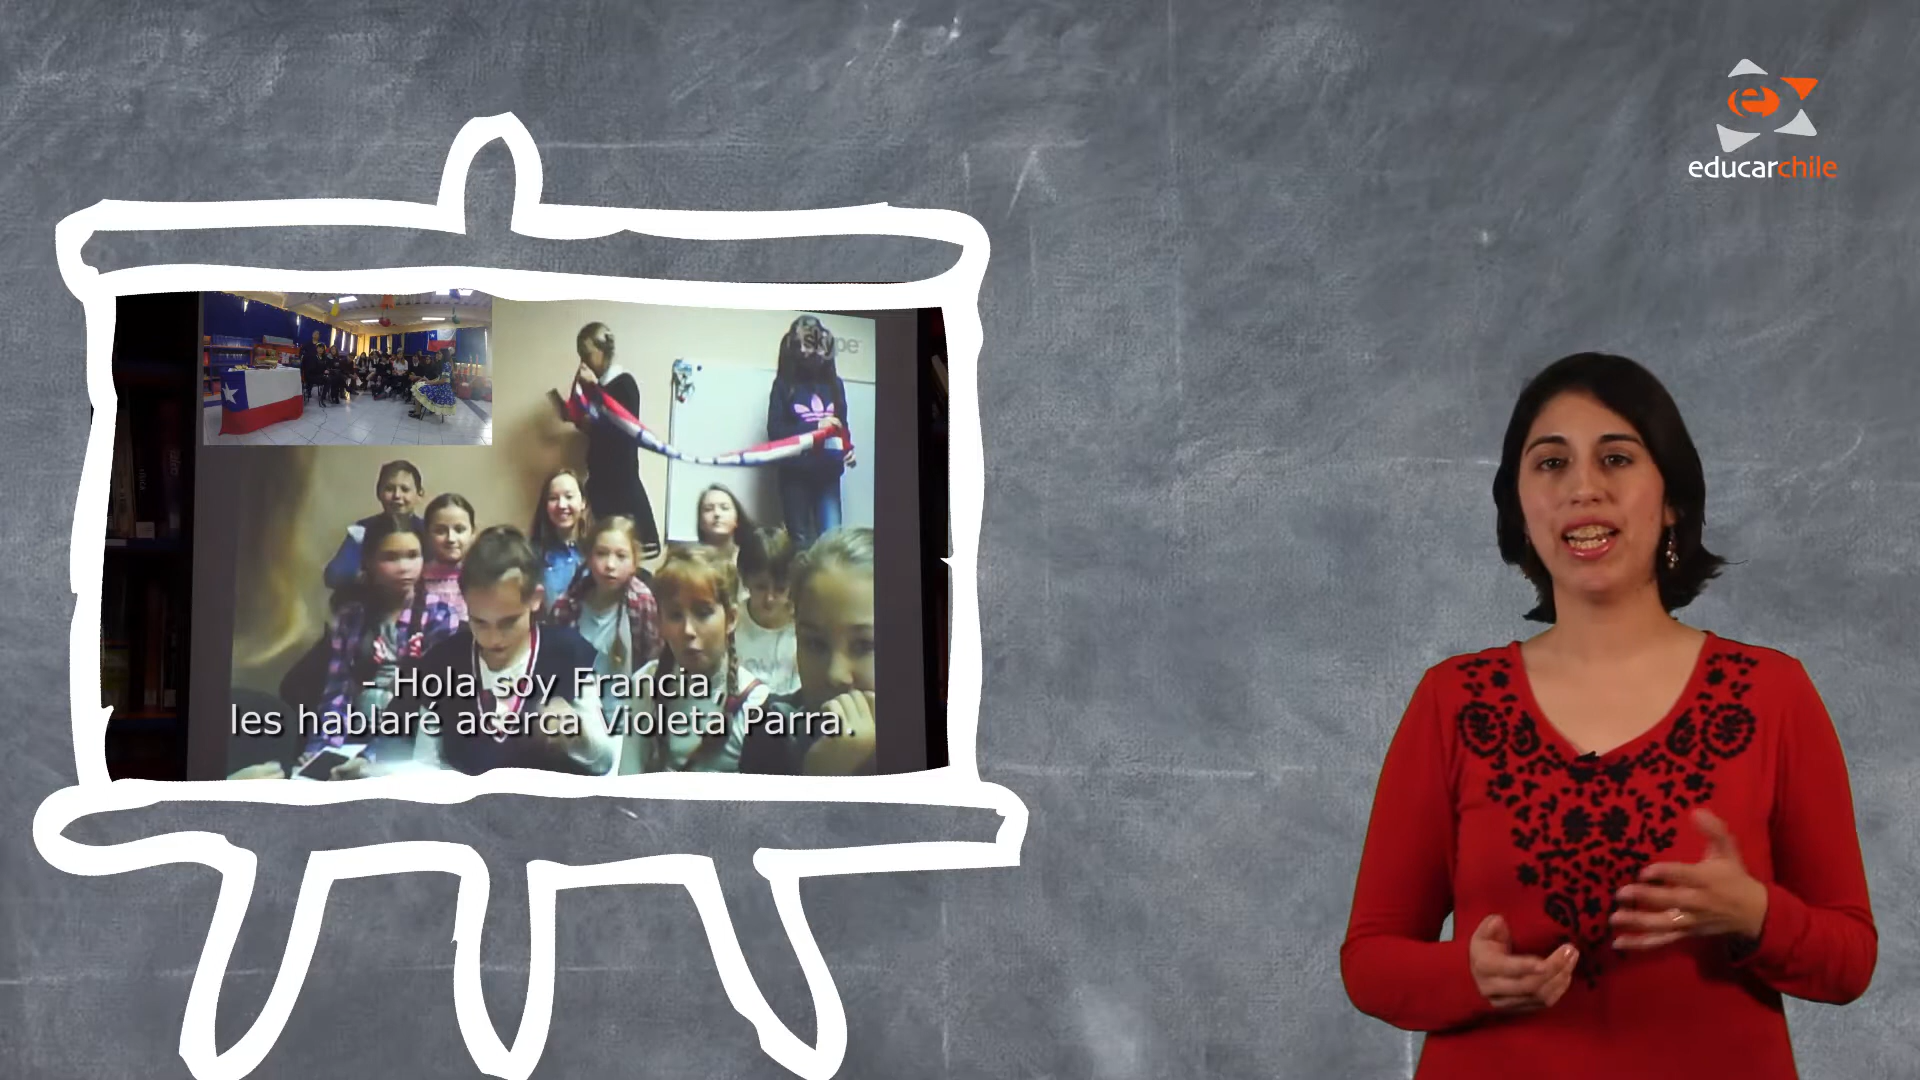 educarchile
skype
- Hola soy Francia,
les hablaré acerca Violeta Parra.